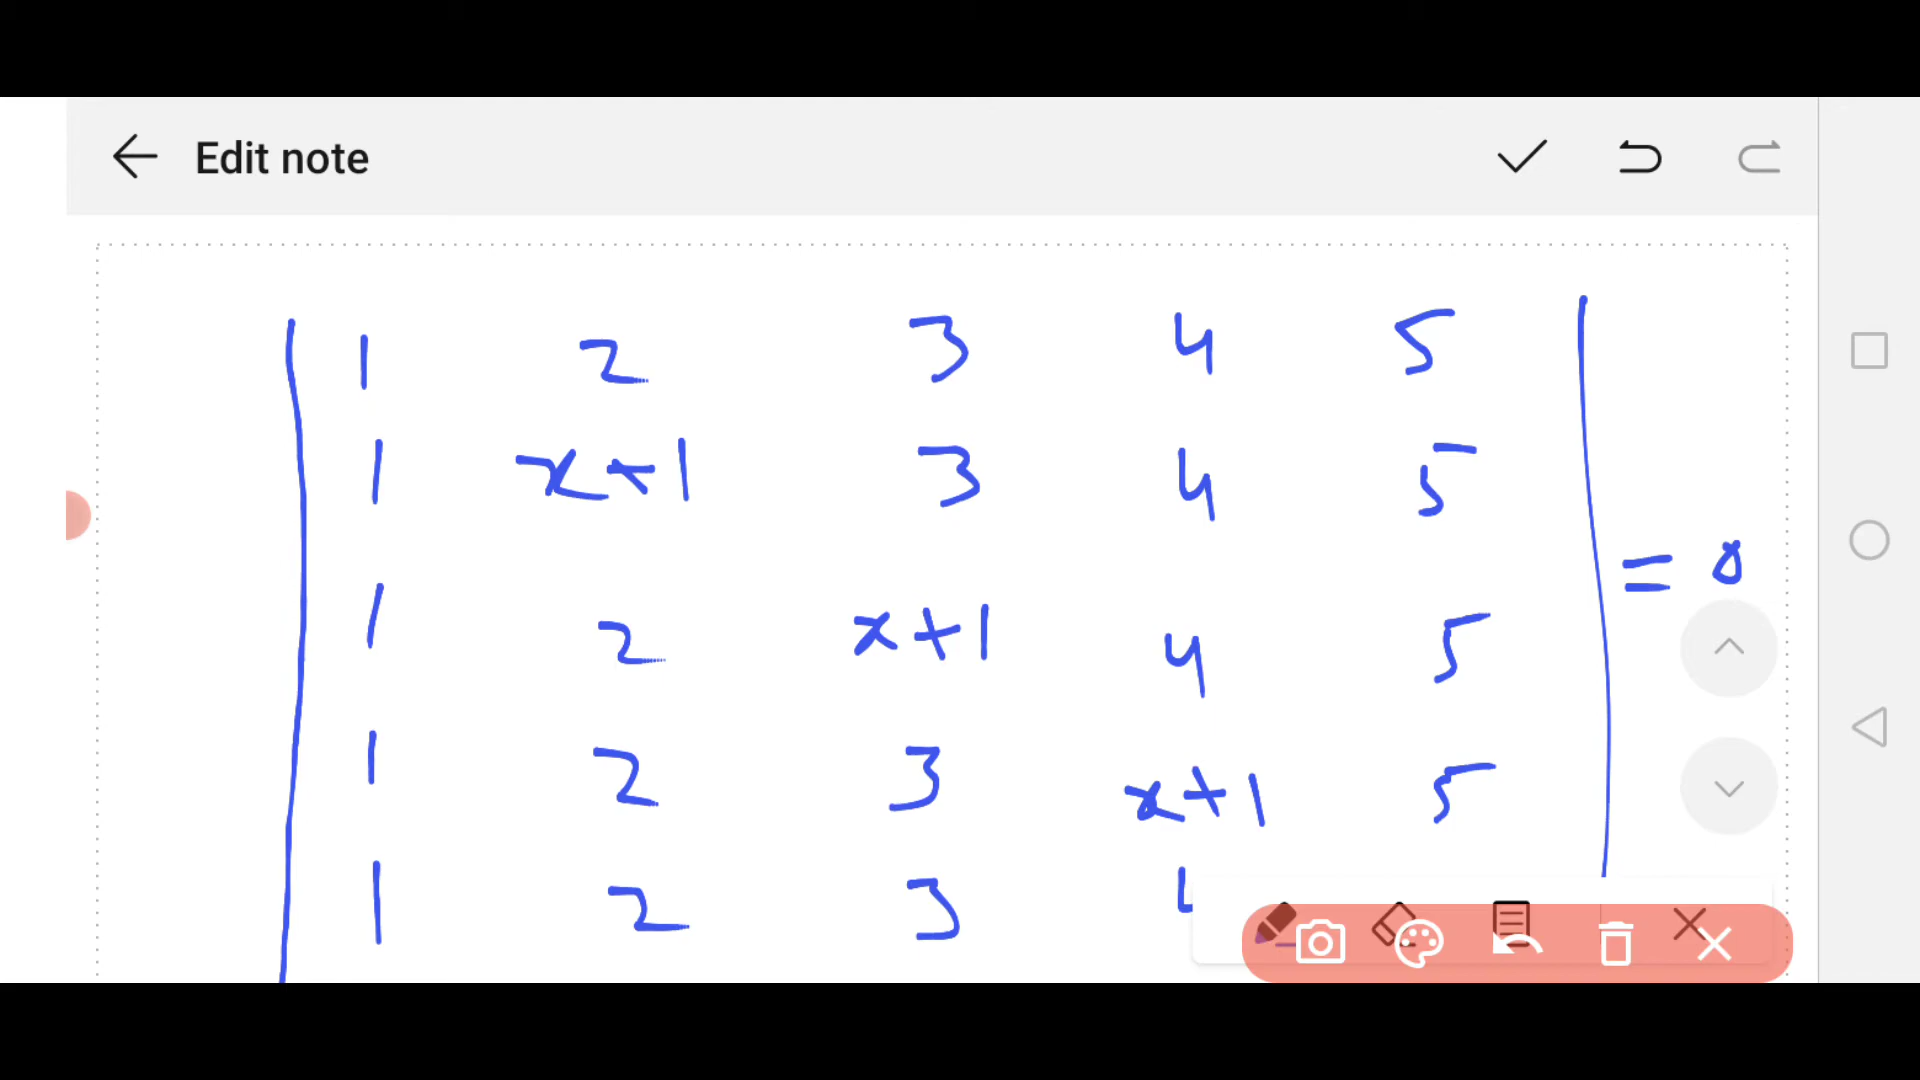 Edit note
1 2 3 4 5
1 x+1 3 4 5
1 2 x+1 4 5
= 0
1 2 3 x+1 5
1 2 3